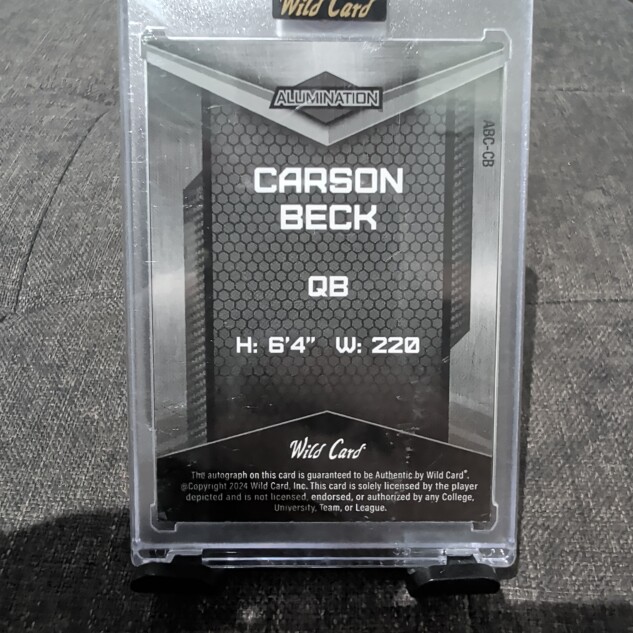 Wild Card
ALUMINATION
ABC-CB
CARSON
BECK
QB
H: 6'4" W: 220
Wild Card
The autograph on this card is guaranteed to be Authentic by Wild Card®.
©Copyright 2024 Wild Card, Inc. This card is solely licensed by the player
depicted and is not licensed, endorsed, or authorized by any College,
University, Team, or League.